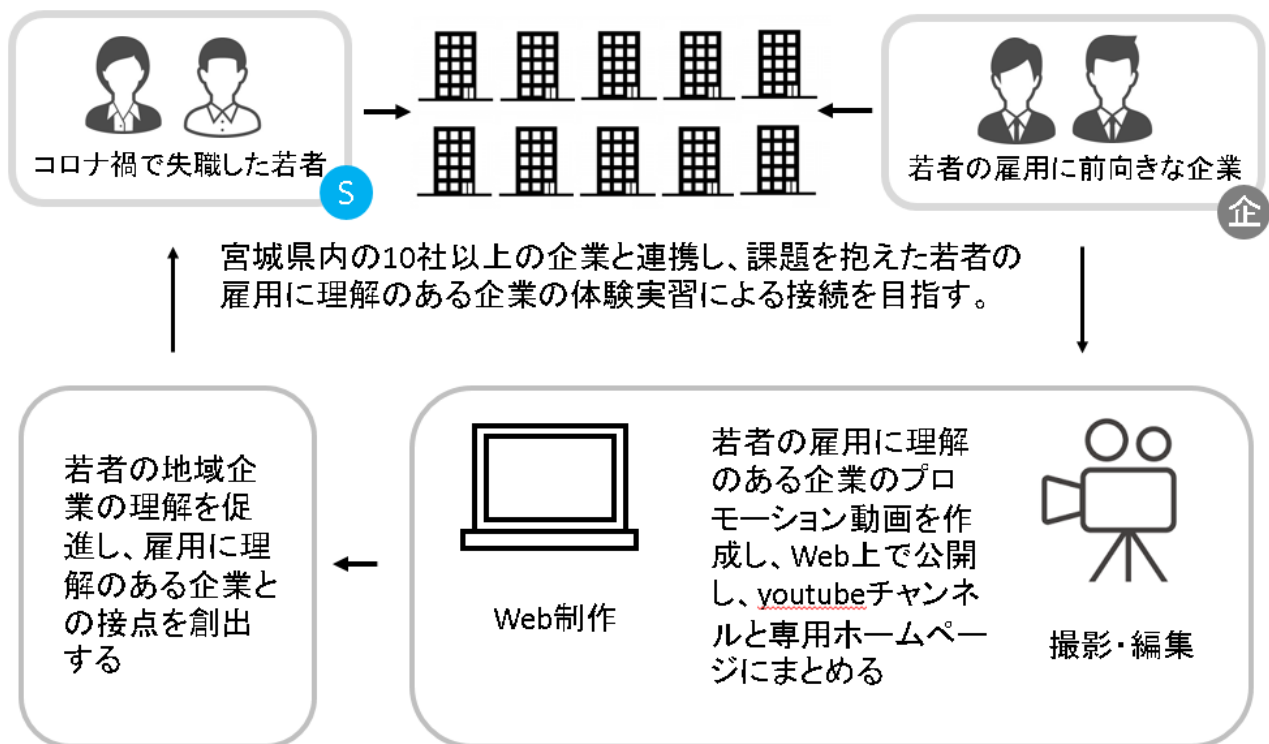 コロナ禍で失職した若者
S
若者の雇用に前向きな企業
企
宮城県内の10社以上の企業と連携し、課題を抱えた若者の
雇用に理解のある企業の体験実習による接続を目指す。
若者の地域企
業の理解を促
進し、雇用に理
解のある企業と
の接点を創出
する
Web制作
若者の雇用に理解
のある企業のプロ
モーション動画を作
成し、Web上で公開
し、youtubeチャンネ
ルと専用ホームペー
ジにまとめる
撮影・編集